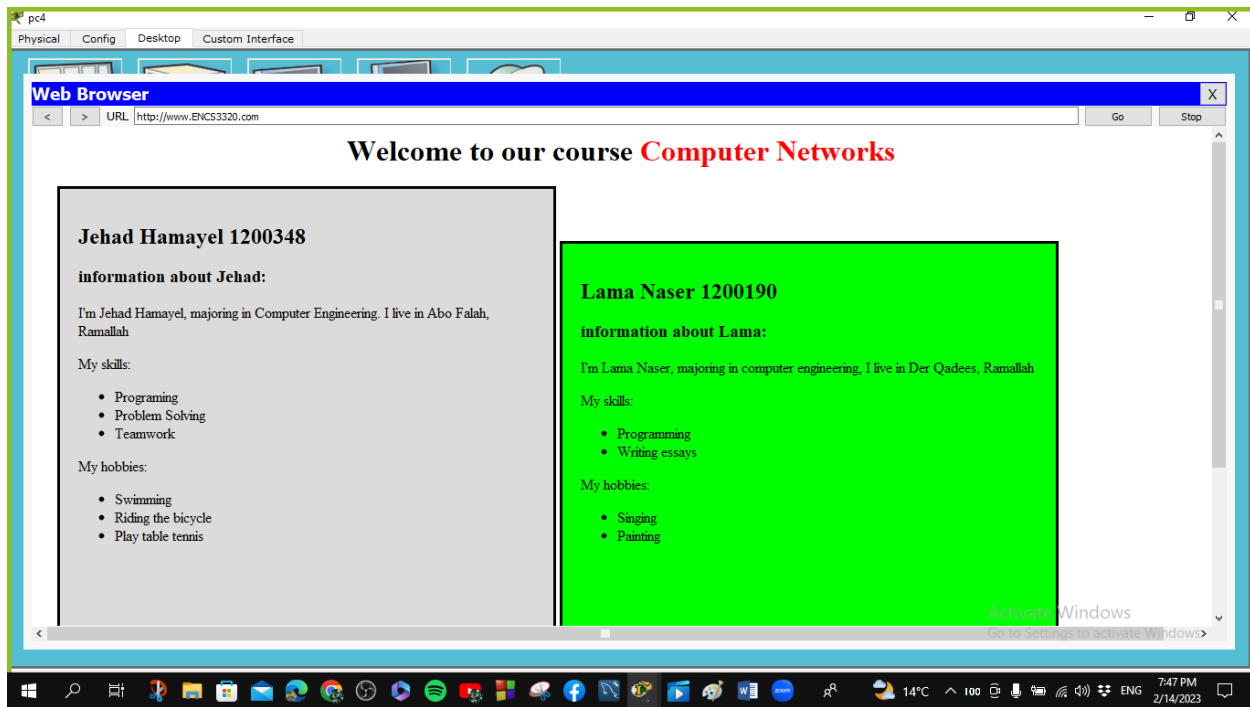 pc4
Physical Config Desktop Custom Interface
Web Browser X
< > URL http://www.ENCS3320.com Go Stop
Welcome to our course Computer Networks
Jehad Hamayel 1200348
information about Jehad:
I'm Jehad Hamayel, majoring in Computer Engineering. I live in Abo Falah,
Ramallah
My skills:
Programing
Problem Solving
Teamwork
My hobbies:
Swimming
Riding the bicycle
Play table tennis
Lama Naser 1200190
information about Lama:
I'm Lama Naser, majoring in computer engineering, I live in Der Qadees, Ramallah
My skills:
Programming
Writing essays
My hobbies:
Singing
Painting
Activate Windows
Go to Settings to activate Windows
14°C 100 ENG 7:47 PM
2/14/2023